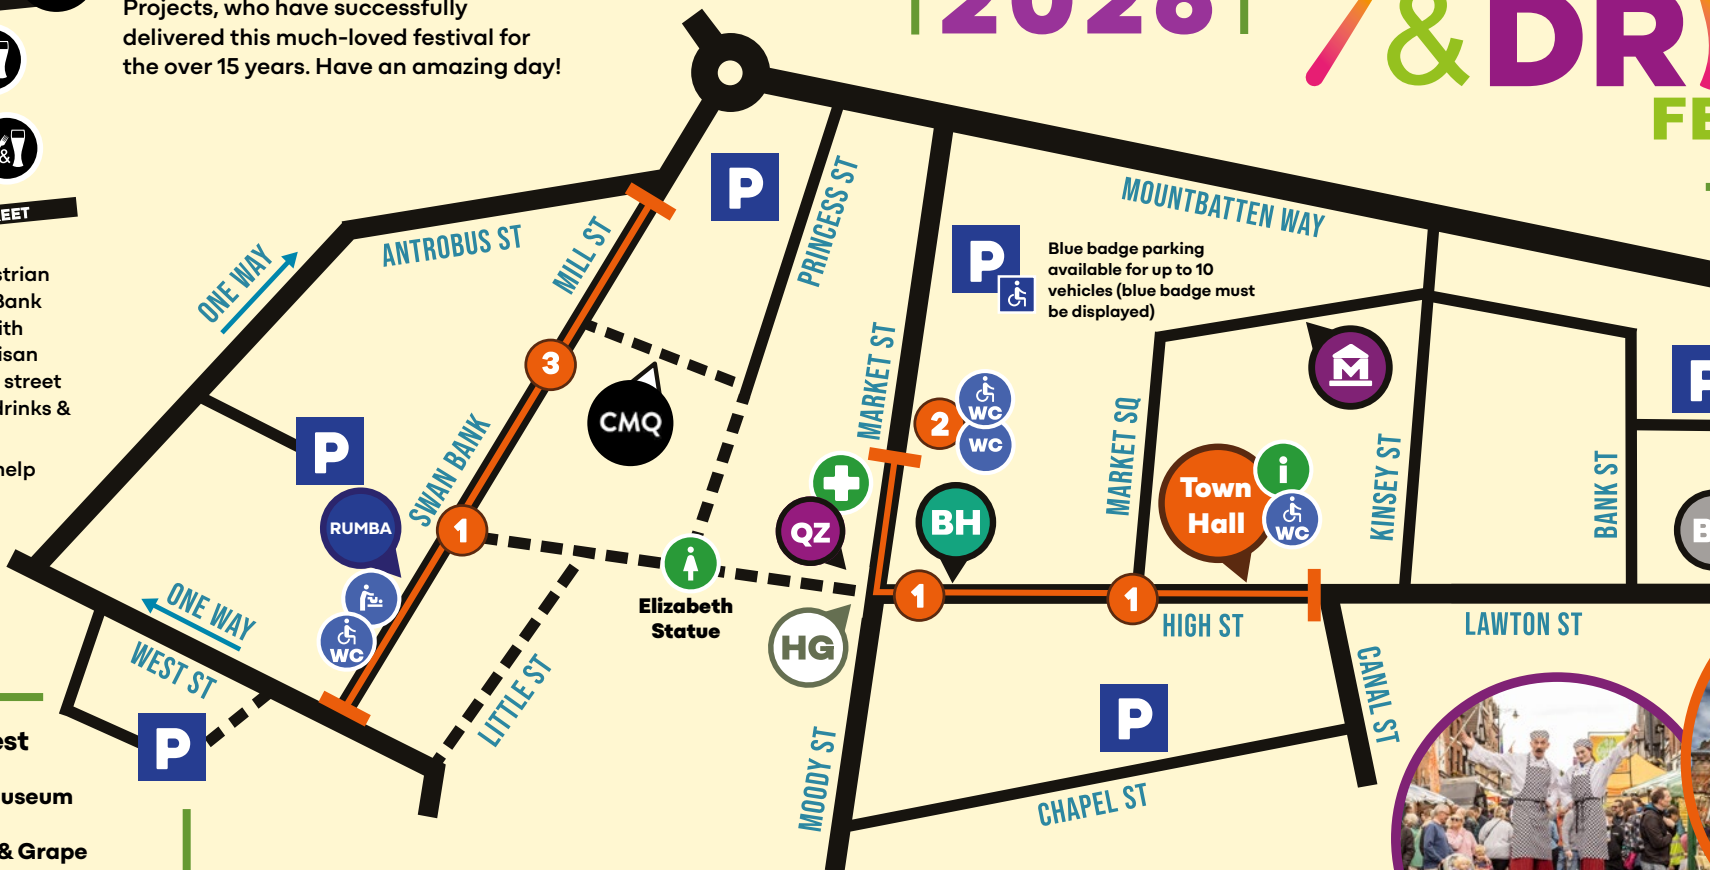 Projects, who have successfully
delivered this much-loved festival for
the over 15 years. Have an amazing day!
2026
&DR
FE
&
EET
strian
Bank
ith
isan
street
drinks &
help
est
useum
& Grape
P
PRINCESS ST
MOUNTBATTEN WAY
ANTROBUS ST
MILL ST
ONE WAY
P
Blue badge parking
available for up to 10
vehicles (blue badge must
be displayed)
MARKET ST
3
CMQ
P
SWAN BANK
RUMBA
1
2
WC
WC
MARKET SQ
M
P
Town
Hall
i
WC
KINSEY ST
BANK ST
B
QZ
BH
Elizabeth
Statue
HG
1
1
HIGH ST
LAWTON ST
ONE WAY
WEST ST
WC
P
LITTLE ST
MOODY ST
P
CHAPEL ST
CANAL ST